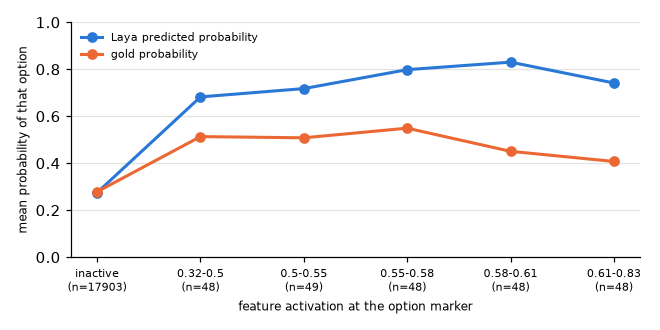 Laya predicted probability
gold probability
mean probability of that option
1.0
0.8
0.6
0.4
0.2
0.0
inactive
(n=17903)
0.32-0.5
(n=48)
0.5-0.55
(n=49)
0.55-0.58
(n=48)
0.58-0.61
(n=48)
0.61-0.83
(n=48)
feature activation at the option marker